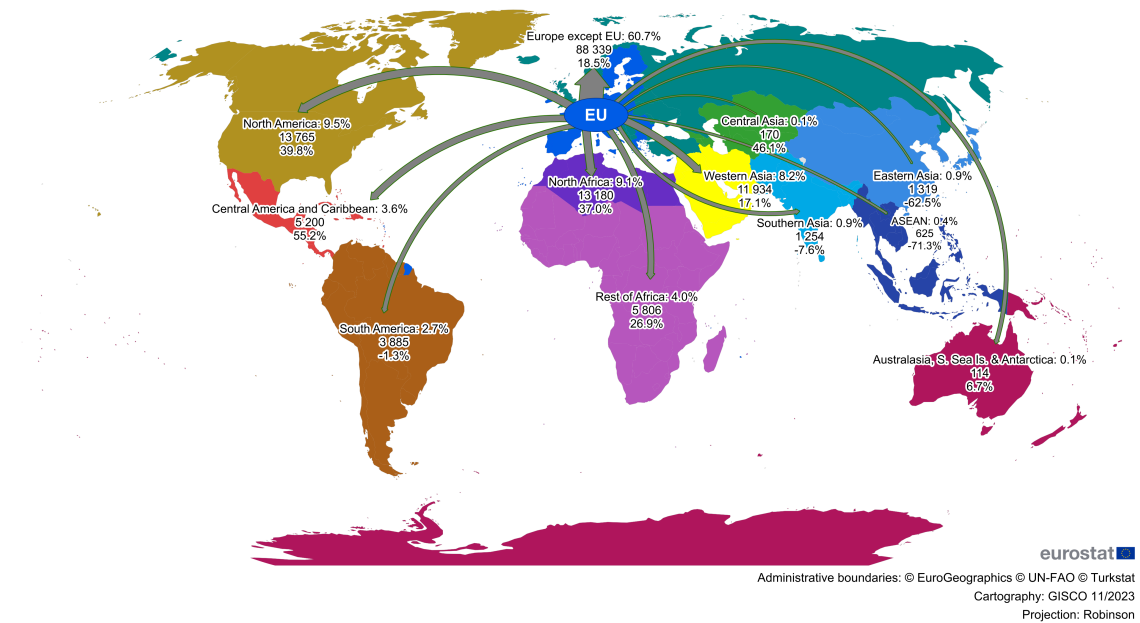 Europe except EU: 60.7%
88 339
18.5%
EU
North America: 9.5%
13 765
39.8%
Central Asia: 0.1%
170
46.1%
North Africa: 9.1%
13 180
37.0%
Western Asia: 8.2%
11 934
17.1%
Eastern Asia: 0.9%
1 319
-62.5%
Central America and Caribbean: 3.6%
5 200
55.2%
Southern Asia: 0.9%
1 254
-7.6%
ASEAN: 0.4%
625
-71.3%
Rest of Africa: 4.0%
5 806
26.9%
South America: 2.7%
3 885
-1.3%
Australasia, S. Sea Is. & Antarctica: 0.1%
114
6.7%
eurostat
Administrative boundaries: © EuroGeographics © UN-FAO © Turkstat
Cartography: GISCO 11/2023
Projection: Robinson